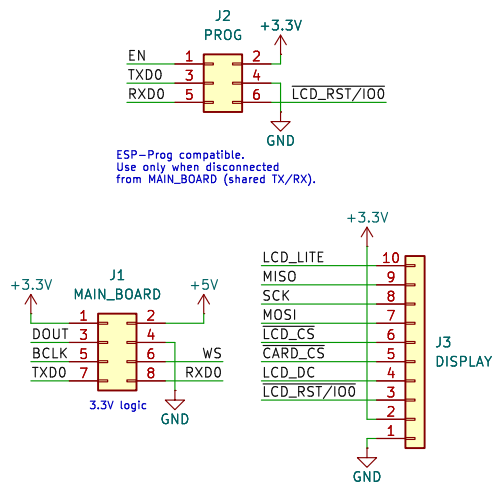 J2
PROG
+3.3V
EN 1 2
TXD0 3 4
RXD0 5 6 LCD_RST/IO0
GND
ESP-Prog compatible.
Use only when disconnected
from MAIN_BOARD (shared TX/RX).
J1
MAIN_BOARD
+3.3V +5V
1 2
DOUT 3 4
BCLK 5 6 WS
TXD0 7 8 RXD0
3.3V logic
GND
+3.3V
LCD_LITE 10
MISO 9
SCK 8
MOSI 7
LCD_CS 6
CARD_CS 5
LCD_DC 4
LCD_RST/IO0 3
2
1
J3
DISPLAY
GND